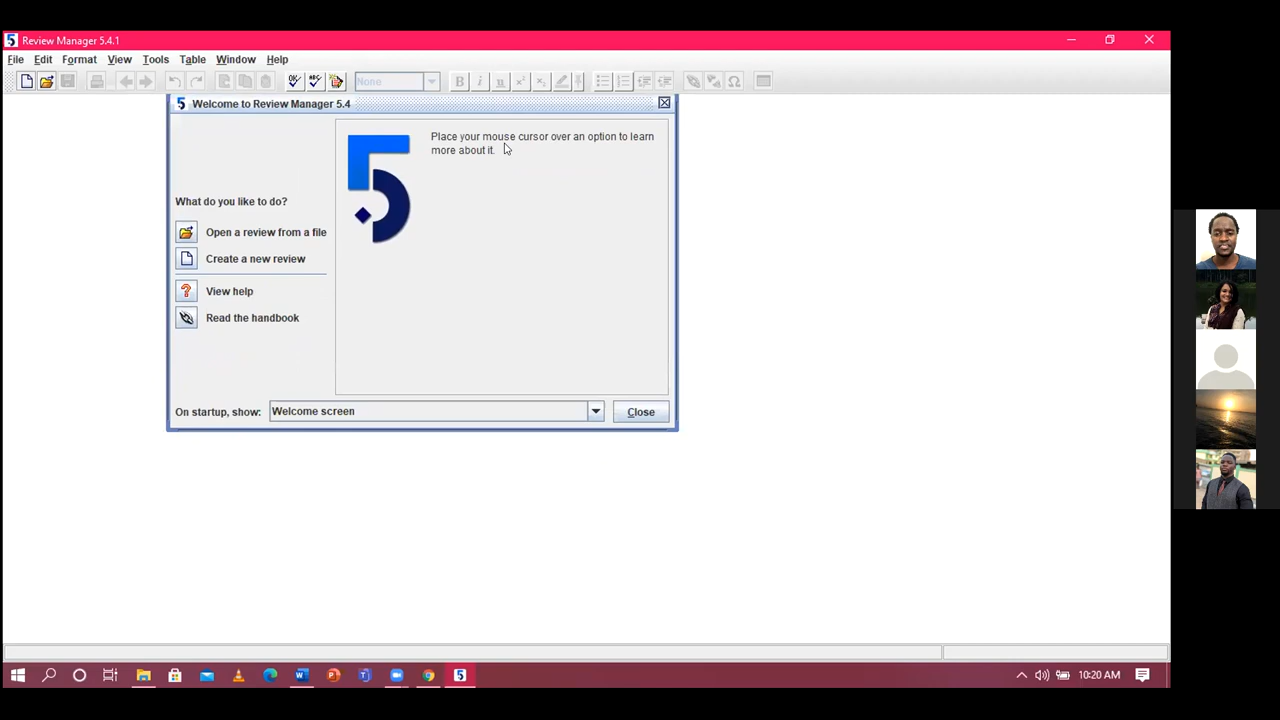 Review Manager 5.4.1
File Edit Format View Tools Table Window Help
None
Welcome to Review Manager 5.4
Place your mouse cursor over an option to learn
more about it.
What do you like to do?
Open a review from a file
Create a new review
View help
Read the handbook
On startup, show: Welcome screen Close
10:20 AM